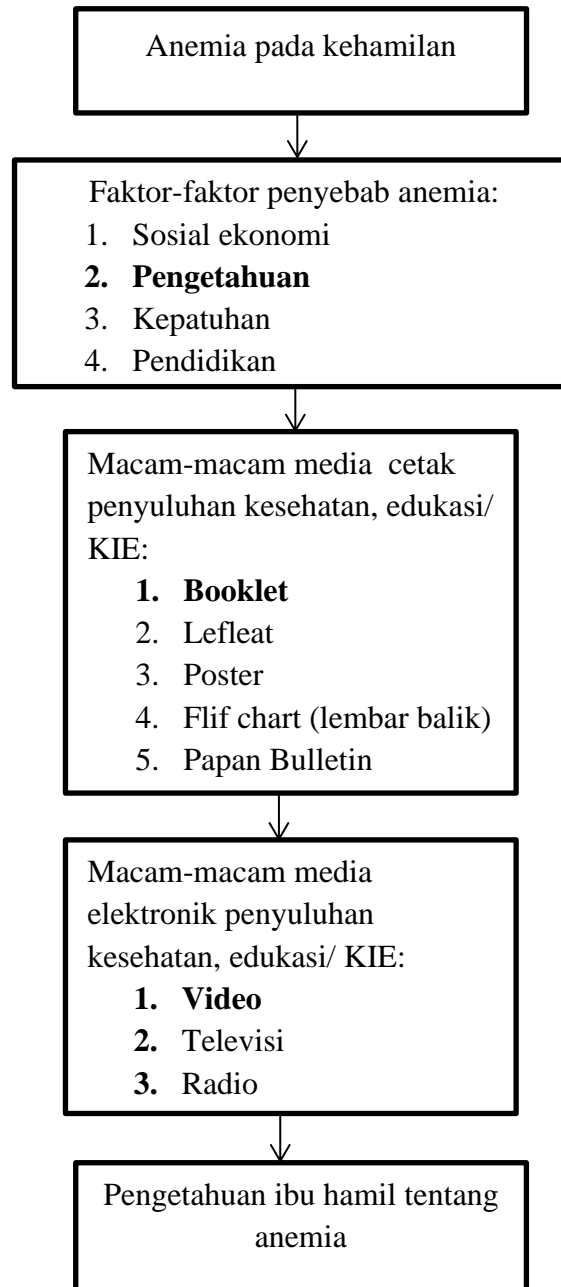 Anemia pada kehamilan
Faktor-faktor penyebab anemia:
1. Sosial ekonomi
2. Pengetahuan
3. Kepatuhan
4. Pendidikan
Macam-macam media cetak
penyuluhan kesehatan, edukasi/
KIE:
1. Booklet
2. Lefleat
3. Poster
4. Flif chart (lembar balik)
5. Papan Bulletin
Macam-macam media
elektronik penyuluhan
kesehatan, edukasi/ KIE:
1. Video
2. Televisi
3. Radio
Pengetahuan ibu hamil tentang
anemia